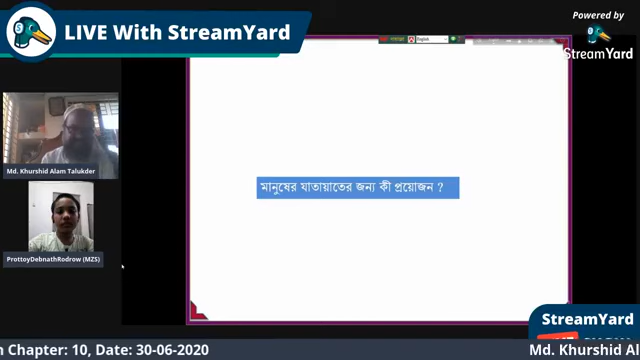 LIVE With StreamYard
Powered by
StreamYard
English
মানুষের যাতায়াতের জন্য কী প্রয়োজন ?
Md. Khurshid Alam Talukder
ProttoyDebnathRodrow (MZS)
StreamYard
n Chapter: 10, Date: 30-06-2020
Md. Khurshid Al